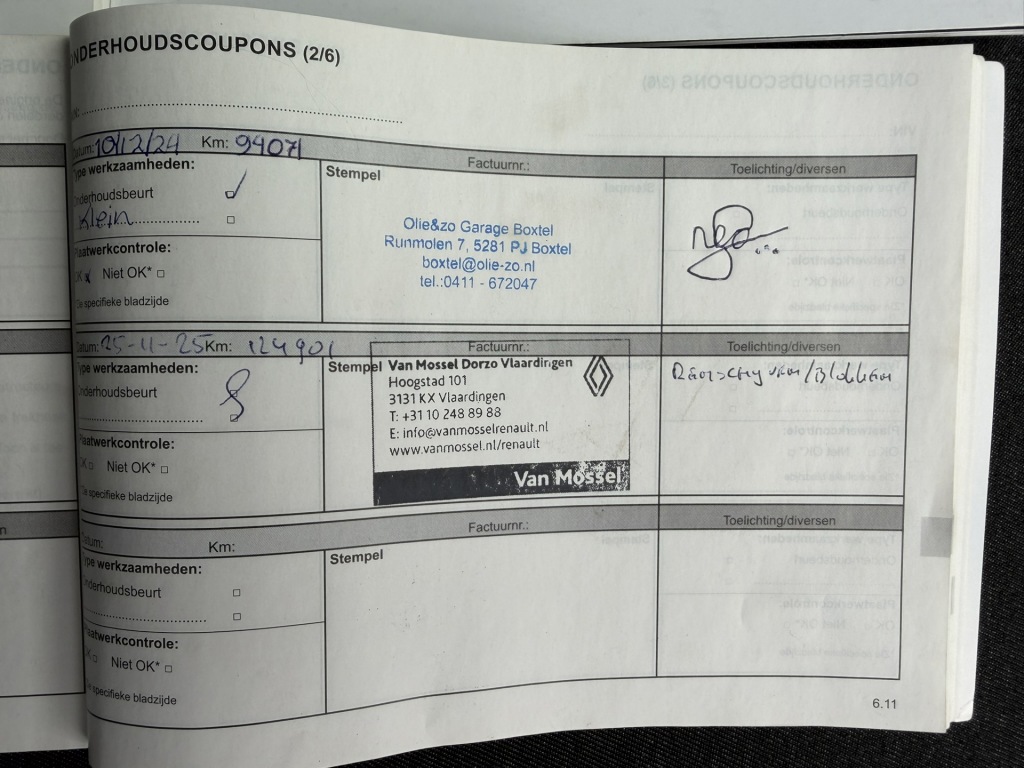 ONDERHOUDSCOUPONS (2/6)
Datum: 10/12/24 Km: 94071
Factuurnr.:
Toelichting/diversen
Type werkzaamheden:
Stempel
Onderhoudsbeurt
Klein
Plaatwerkcontrole:
OK Niet OK*
*De specifieke bladzijde
Olie&zo Garage Boxtel
Runmolen 7, 5281 PJ Boxtel
boxtel@olie-zo.nl
tel.:0411 - 672047
Datum: 25-11-25 Km: 124901
Factuurnr.:
Toelichting/diversen
Type werkzaamheden:
Stempel
Onderhoudsbeurt
Plaatwerkcontrole:
OK Niet OK*
*De specifieke bladzijde
Van Mossel Dorzo Vlaardingen
Hoogstad 101
3131 KX Vlaardingen
T: +31 10 248 89 88
E: info@vanmosselrenault.nl
www.vanmossel.nl/renault
Van Mossel
Remschijven/Blokken
Datum: Km:
Factuurnr.:
Toelichting/diversen
Type werkzaamheden:
Stempel
Onderhoudsbeurt
Plaatwerkcontrole:
OK Niet OK*
*De specifieke bladzijde
6.11